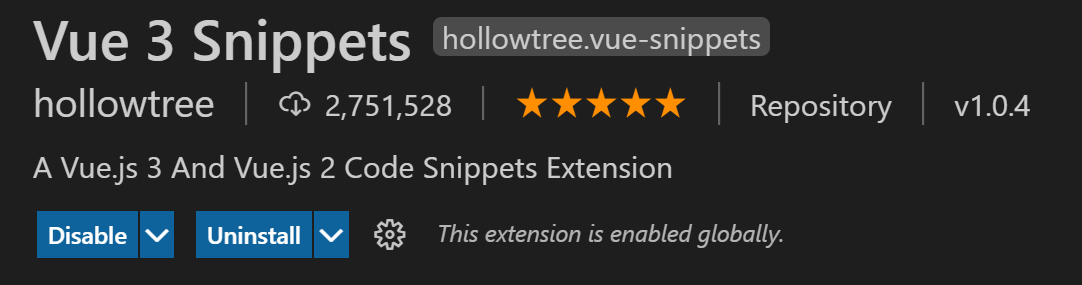 Vue 3 Snippets hollowtree.vue-snippets
hollowtree 2,751,528 Repository v1.0.4
A Vue.js 3 And Vue.js 2 Code Snippets Extension
Disable Uninstall This extension is enabled globally.